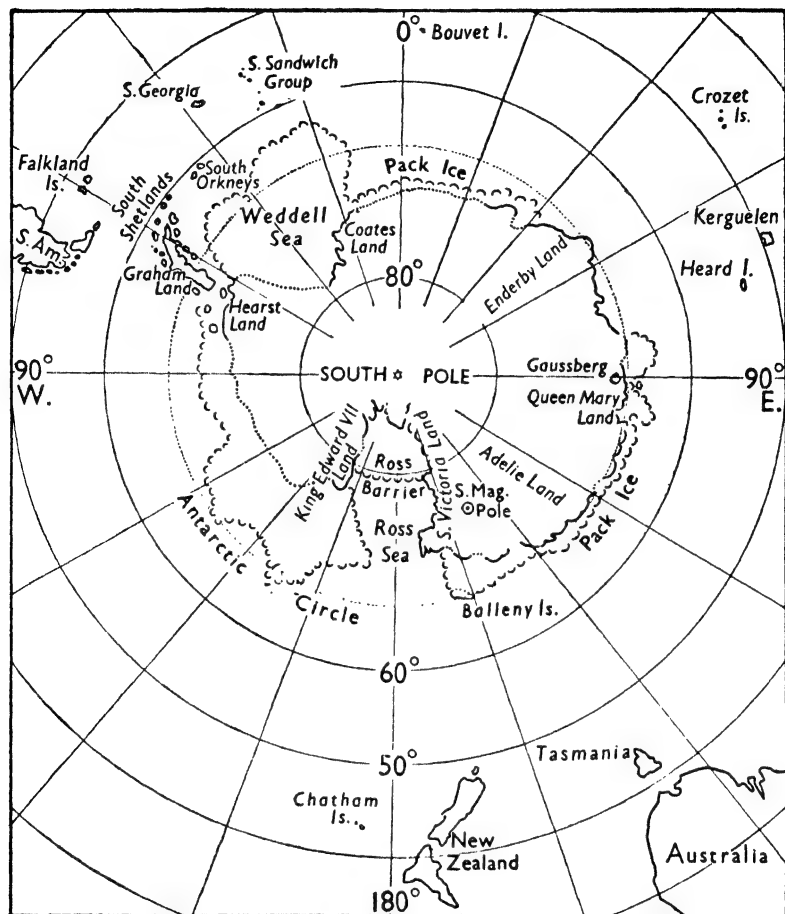 0°
Bouvet I.
S. Sandwich
Group
S. Georgia
Crozet
Is.
Falkland
Is.
South
Shetlands
South
Orkneys
Pack Ice
Weddell
Sea
Coates
Land
Kerguelen
S. Am.
Enderby Land
Heard I.
Graham
Land
80°
Hearst
Land
90°
W.
SOUTH
POLE
Gaussberg
Queen Mary
Land
90°
E.
King Edward VII
Land
Ross
Barrier
S. Victoria Land
S. Mag.
Pole
Adelie Land
Pack Ice
Ross
Sea
Antarctic
Circle
Balleny Is.
60°
50°
Tasmania
Chatham
Is.
New
Zealand
Australia
180°